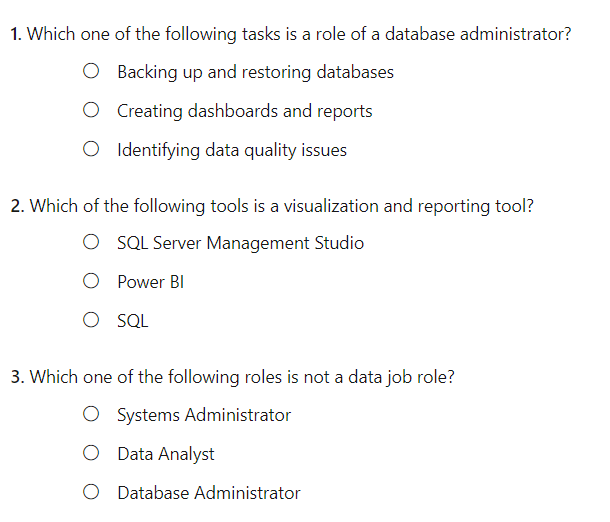 1. Which one of the following tasks is a role of a database administrator?
Backing up and restoring databases
Creating dashboards and reports
Identifying data quality issues
2. Which of the following tools is a visualization and reporting tool?
SQL Server Management Studio
Power BI
SQL
3. Which one of the following roles is not a data job role?
Systems Administrator
Data Analyst
Database Administrator